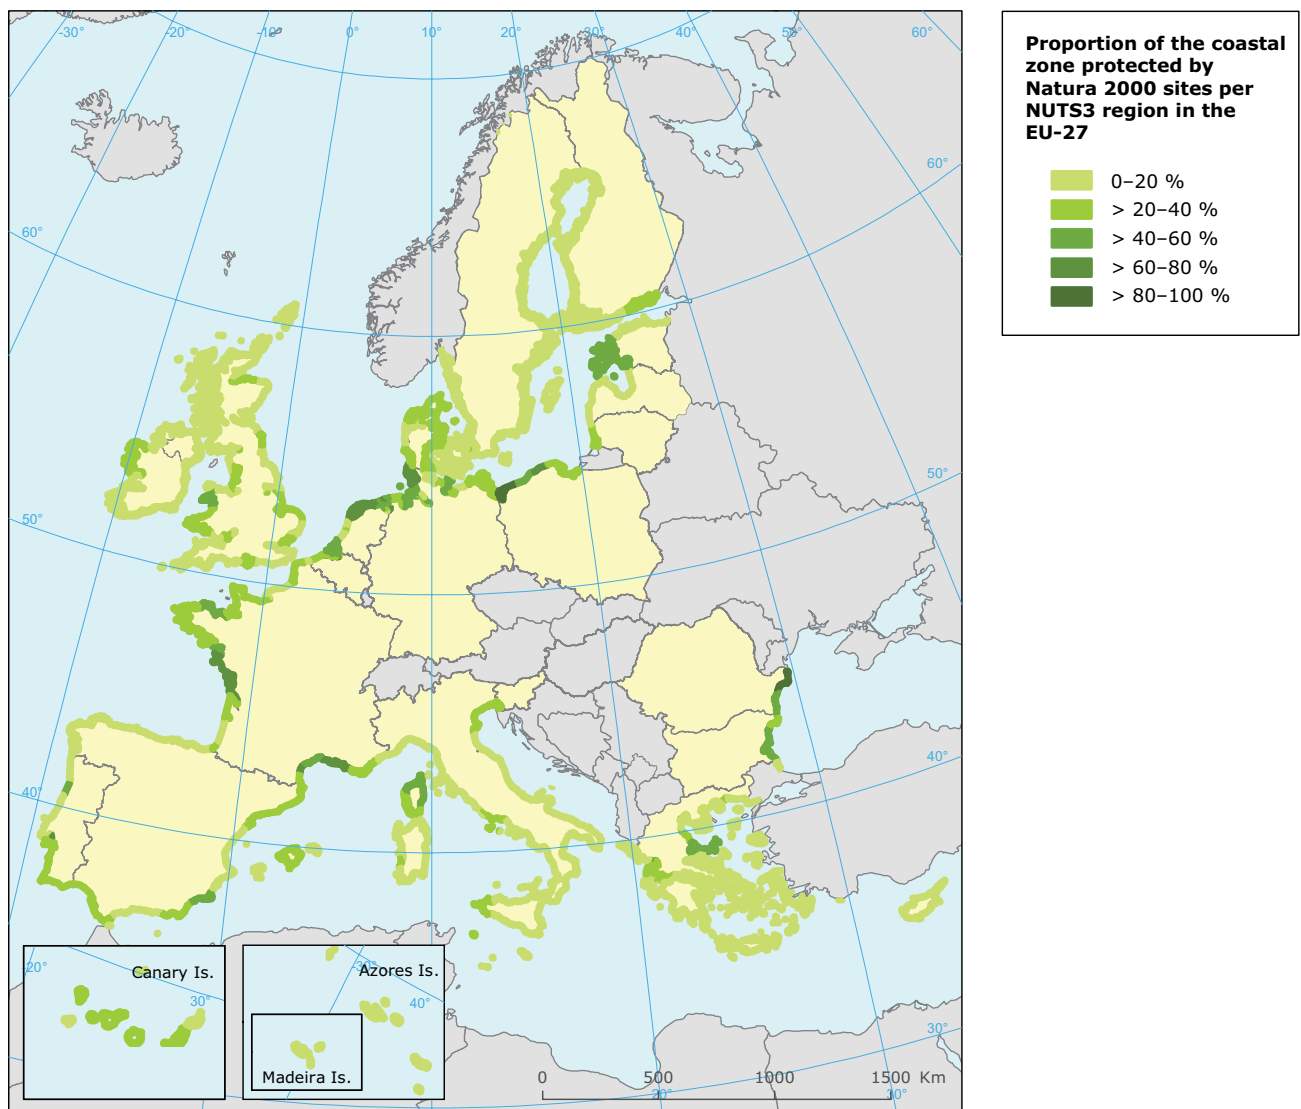 -30°
-20°
-10°
0°
10°
20°
30°
40°
50°
60°
60°
60°
50°
50°
40°
40°
30°
20°
30°
Proportion of the coastal
zone protected by
Natura 2000 sites per
NUTS3 region in the
EU-27
0–20 %
> 20–40 %
> 40–60 %
> 60–80 %
> 80–100 %
-20°
Canary Is.
30°
-30°
Azores Is.
40°
Madeira Is.
0
500
1000
1500 Km